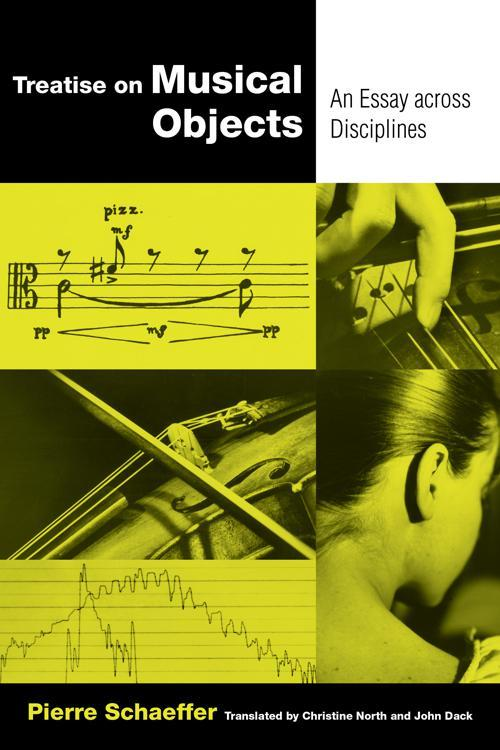 Treatise on Musical
Objects
An Essay across
Disciplines
pizz.
mf
pp mf pp
Pierre Schaeffer Translated by Christine North and John Dack